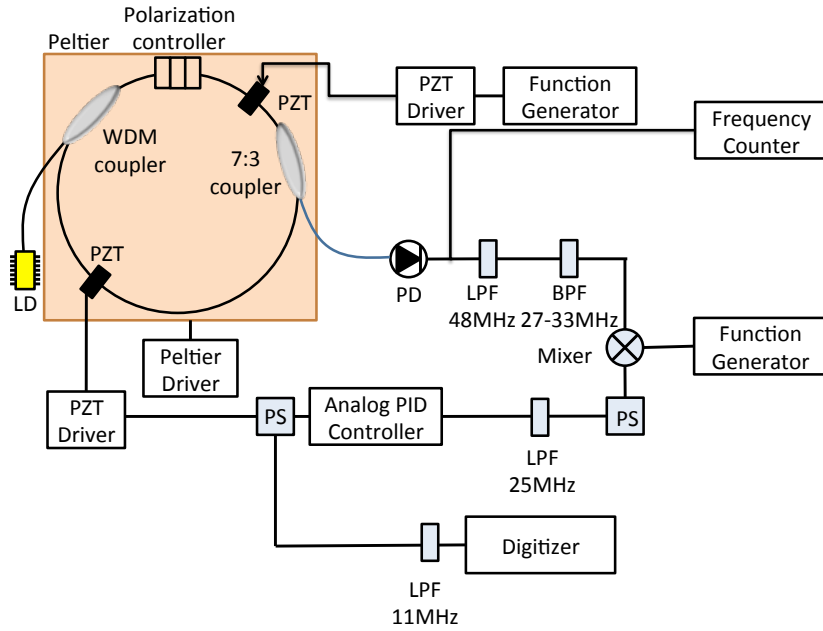 Polarization
controller
Peltier
PZT
WDM
coupler
7:3
coupler
PZT
Driver
Function
Generator
Frequency
Counter
PZT
LD
PD
LPF
48MHz
BPF
27-33MHz
Mixer
Function
Generator
Peltier
Driver
PZT
Driver
PS
Analog PID
Controller
LPF
25MHz
PS
LPF
11MHz
Digitizer